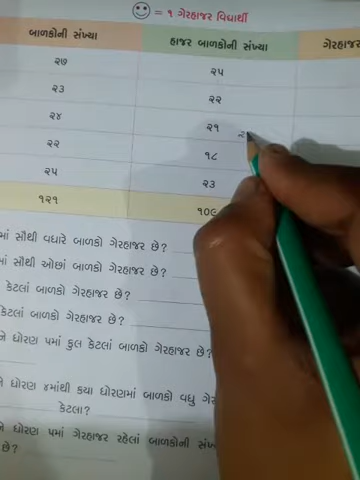 = ૧ ગેરહાજર વિદ્યાર્થી
બાળકોની સંખ્યા હાજર બાળકોની સંખ્યા ગેરહાજર
૨૭ ૨૫
૨૩ ૨૨
૨૪ ૨૧
૨૨ ૧૮
૨૫ ૨૩
૧૨૧ ૧૦૯
માં સૌથી વધારે બાળકો ગેરહાજર છે?
માં સૌથી ઓછાં બાળકો ગેરહાજર છે?
કેટલાં બાળકો ગેરહાજર છે?
કેટલાં બાળકો ગેરહાજર છે?
ને ધોરણ ૫માં કુલ કેટલાં બાળકો ગેરહાજર છે?
ને ધોરણ ૪માંથી કયા ધોરણમાં બાળકો વધુ ગેર
કેટલા?
ને ધોરણ ૫માં ગેરહાજર રહેલાં બાળકોની સંખ
છે?